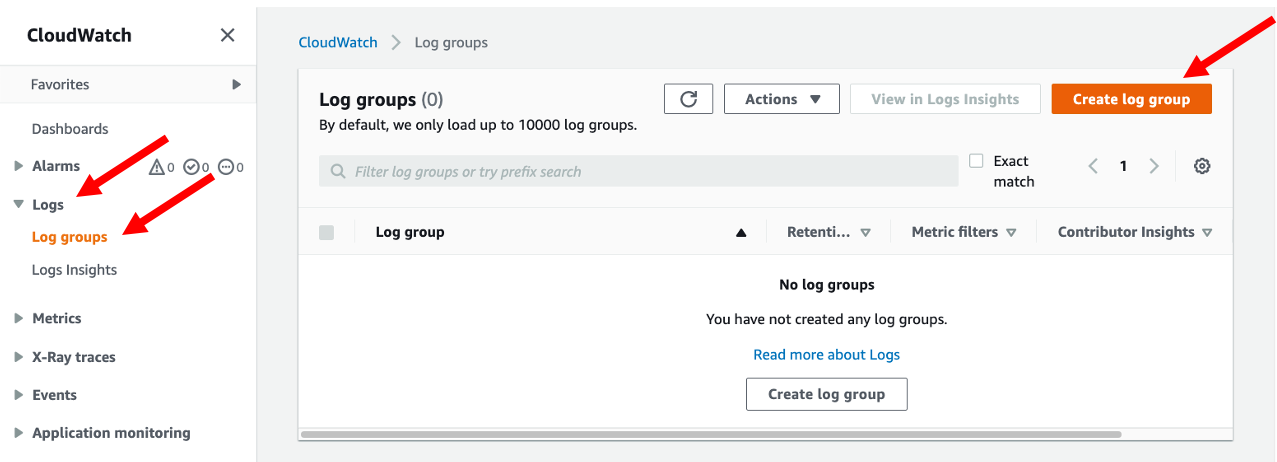 CloudWatch
Favorites
Dashboards
Alarms 0 0 0
Logs
Log groups
Logs Insights
Metrics
X-Ray traces
Events
Application monitoring
CloudWatch Log groups
Log groups (0)
Actions
View in Logs Insights
Create log group
By default, we only load up to 10000 log groups.
Filter log groups or try prefix search
Exact
match
1
Log group Retenti... Metric filters Contributor Insights
No log groups
You have not created any log groups.
Read more about Logs
Create log group